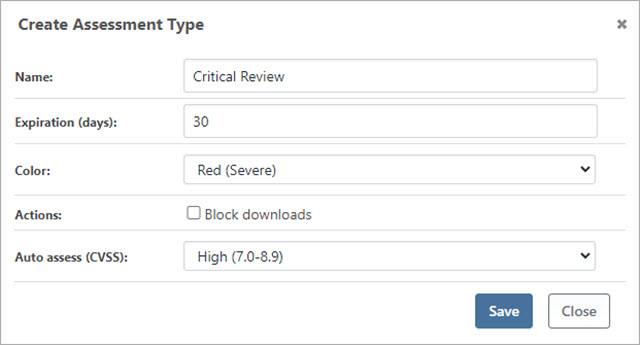 Create Assessment Type ×
Name: Critical Review
Expiration (days): 30
Color: Red (Severe)
Actions: Block downloads
Auto assess (CVSS): High (7.0-8.9)
Save Close